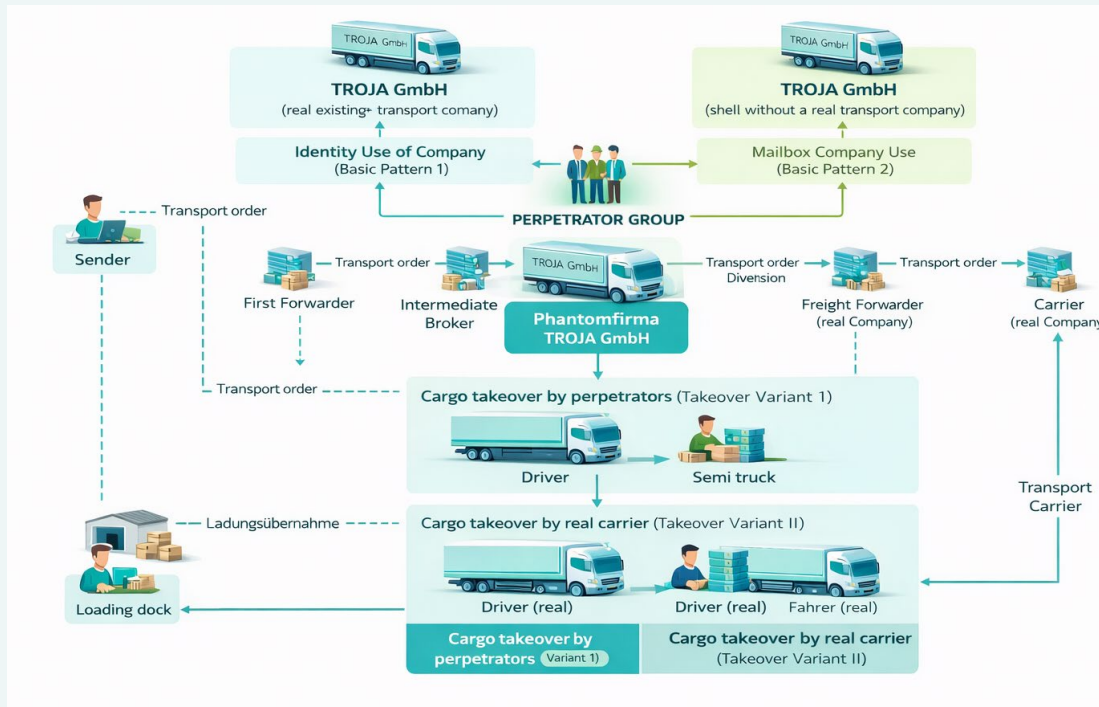 TROJA GmbH
TROJA GmbH
(real existing+ transport comany)
TROJA GmbH
TROJA GmbH
(shell without a real transport company)
Identity Use of Company
(Basic Pattern 1)
Mailbox Company Use
(Basic Pattern 2)
PERPETRATOR GROUP
Transport order
Sender
First Forwarder
Transport order
Intermediate
Broker
TROJA GmbH
Phantomfirma
TROJA GmbH
Transport order
Divension
Freight Forwarder
(real Company)
Transport order
Carrier
(real Company
Transport order
Cargo takeover by perpetrators (Takeover Variant 1)
Driver
Semi truck
Transport
Carrier
Ladungsübernahme
Cargo takeover by real carrier (Takeover Variant II)
Driver (real)
Driver (real)
Fahrer (real)
Loading dock
Cargo takeover by
perpetrators Variant 1)
Cargo takeover by real carrier
(Takeover Variant II)